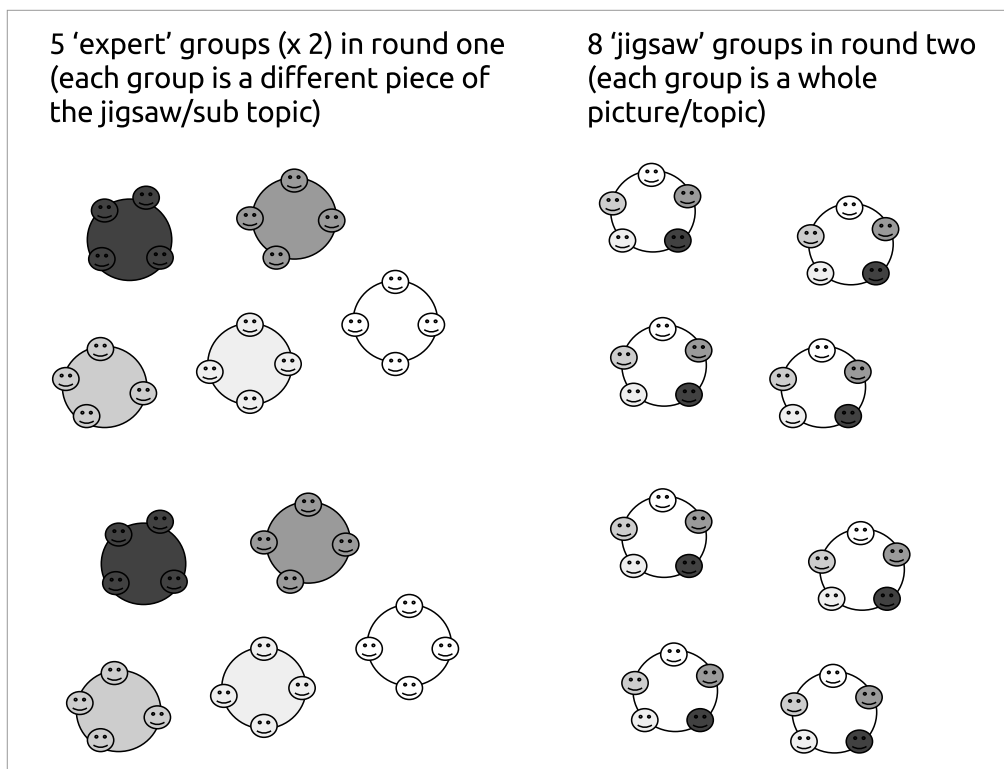 5 ‘expert’ groups (x 2) in round one
(each group is a different piece of
the jigsaw/sub topic)
8 ‘jigsaw’ groups in round two
(each group is a whole
picture/topic)